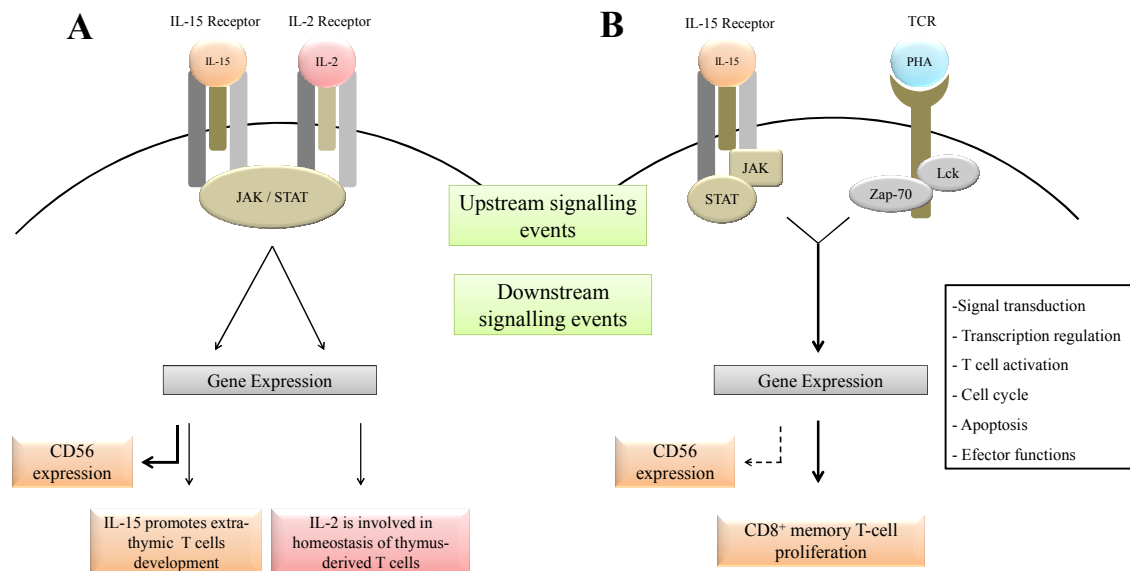 A
IL-15 Receptor
IL-2 Receptor
IL-15
IL-2
JAK / STAT
Gene Expression
CD56
expression
IL-15 promotes extra-
thymic T cells
development
IL-2 is involved in
homeostasis of thymus-
derived T cells
Upstream signalling
events
Downstream
signalling events
B
IL-15 Receptor
TCR
IL-15
PHA
JAK
STAT
Lck
Zap-70
Gene Expression
CD56
expression
CD8⁺ memory T-cell
proliferation
-Signal transduction
- Transcription regulation
- T cell activation
- Cell cycle
- Apoptosis
- Efector functions